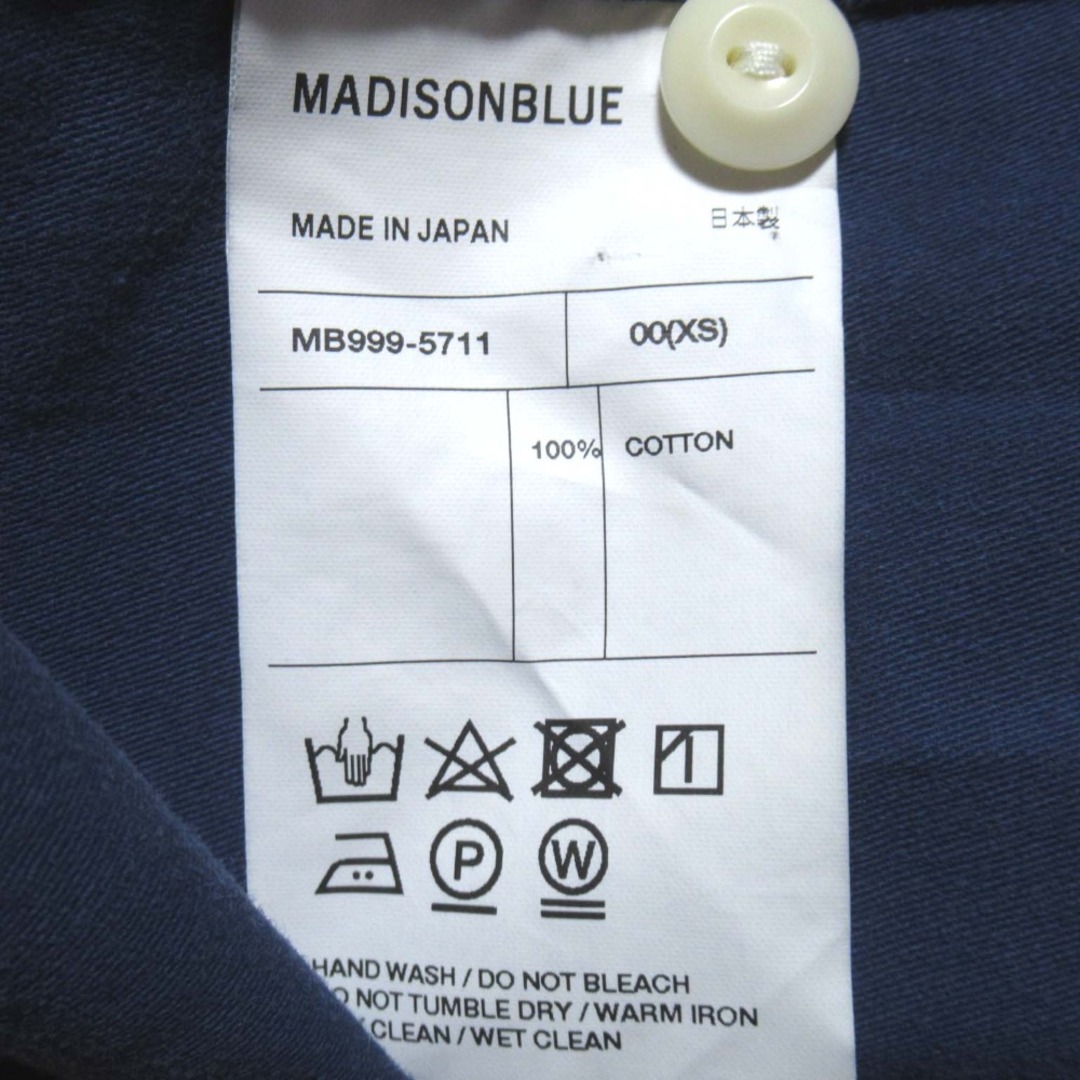 MADISONBLUE
MADE IN JAPAN 日本製
MB999-5711 00(XS)
100% COTTON
P W
HAND WASH / DO NOT BLEACH
NOT TUMBLE DRY / WARM IRON
CLEAN / WET CLEAN